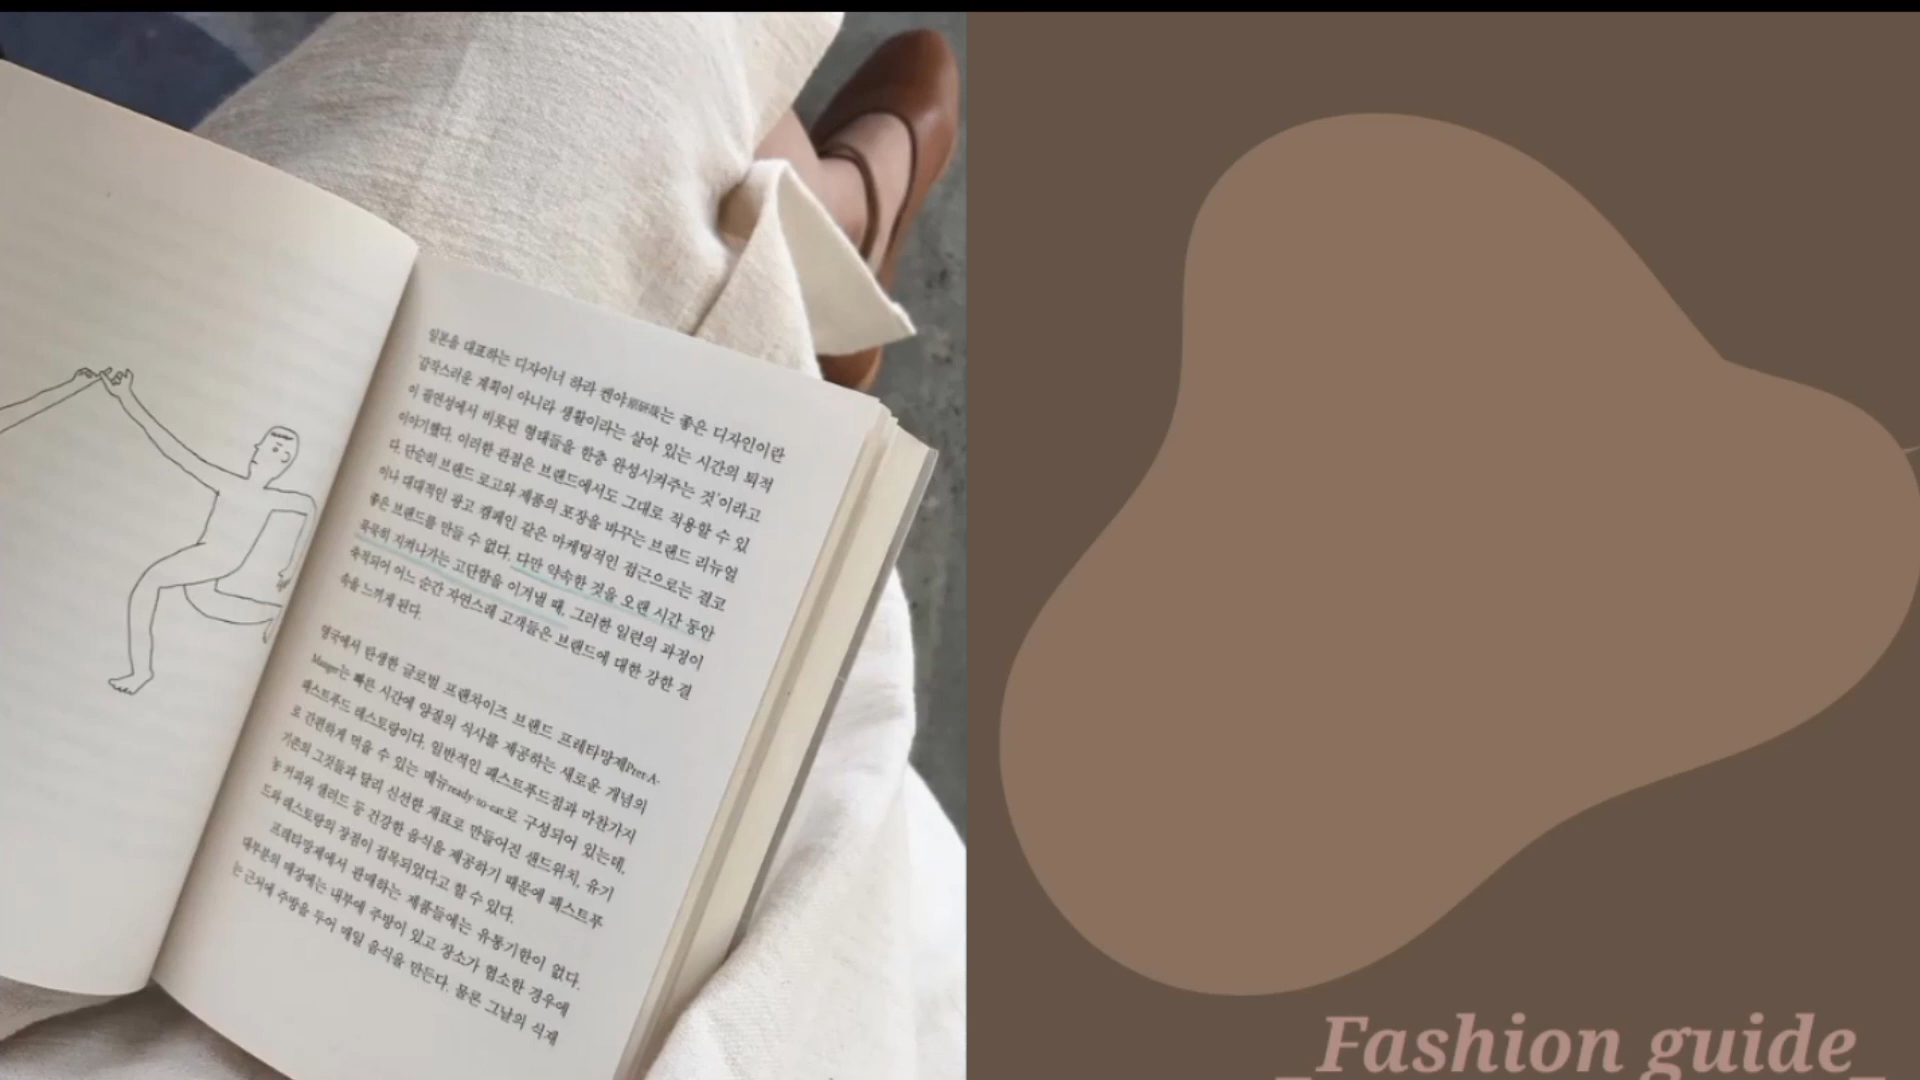 일본을 대표하는 디자이너 하라 켄야原研哉는 좋은 디자인이란
'갑작스러운 계획이 아니라 생활이라는 살아 있는 시간의 퇴적
이 필연성에서 비롯된 형태들을 한층 완성시켜주는 것'이라고
이야기했다. 이러한 관점은 브랜드에서도 그대로 적용할 수 있
다. 단순히 브랜드 로고와 제품의 포장을 바꾸는 브랜드 리뉴얼
이나 대대적인 광고 캠페인 같은 마케팅적인 접근으로는 결코
좋은 브랜드를 만들 수 없다. 다만 약속한 것을 오랜 시간 동안
묵묵히 지켜나가는 고단함을 이겨낼 때, 그러한 일련의 과정이
축적되어 어느 순간 자연스레 고객들은 브랜드에 대한 강한 결
속을 느끼게 된다.
영국에서 탄생한 글로벌 프랜차이즈 브랜드 프레타망제Pret-A-
Manger는 빠른 시간에 양질의 식사를 제공하는 새로운 개념의
패스트푸드 레스토랑이다. 일반적인 패스트푸드점과 마찬가지
로 간편하게 먹을 수 있는 메뉴ready-to-eat로 구성되어 있는데,
기존의 그것들과 달리 신선한 재료로 만들어진 샌드위치, 유기
농 커피와 샐러드 등 건강한 음식을 제공하기 때문에 패스트푸
드와 레스토랑의 장점이 접목되었다고 할 수 있다.
프레타망제에서 판매하는 제품들에는 유통기한이 없다.
대부분의 매장에는 내부에 주방이 있고 장소가 협소한 경우에
는 근처에 주방을 두어 매일 음식을 만든다. 물론 그날의 식재
_Fashion guide_